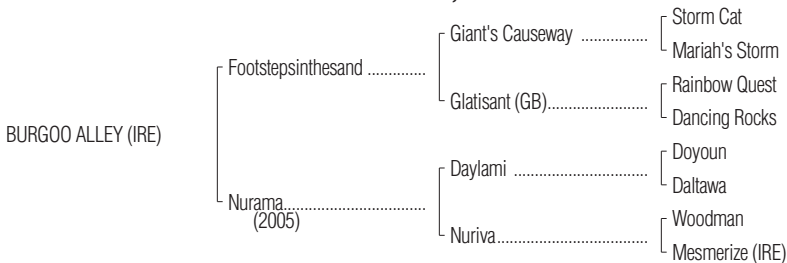 Storm Cat
Giant's Causeway ................
Mariah's Storm
Footstepsinthesand ..............
Rainbow Quest
Glatisant (GB)........................
Dancing Rocks
BURGOO ALLEY (IRE)
Doyoun
Daylami ................................
Daltawa
Nurama..................................
(2005)
Woodman
Nuriva....................................
Mesmerize (IRE)